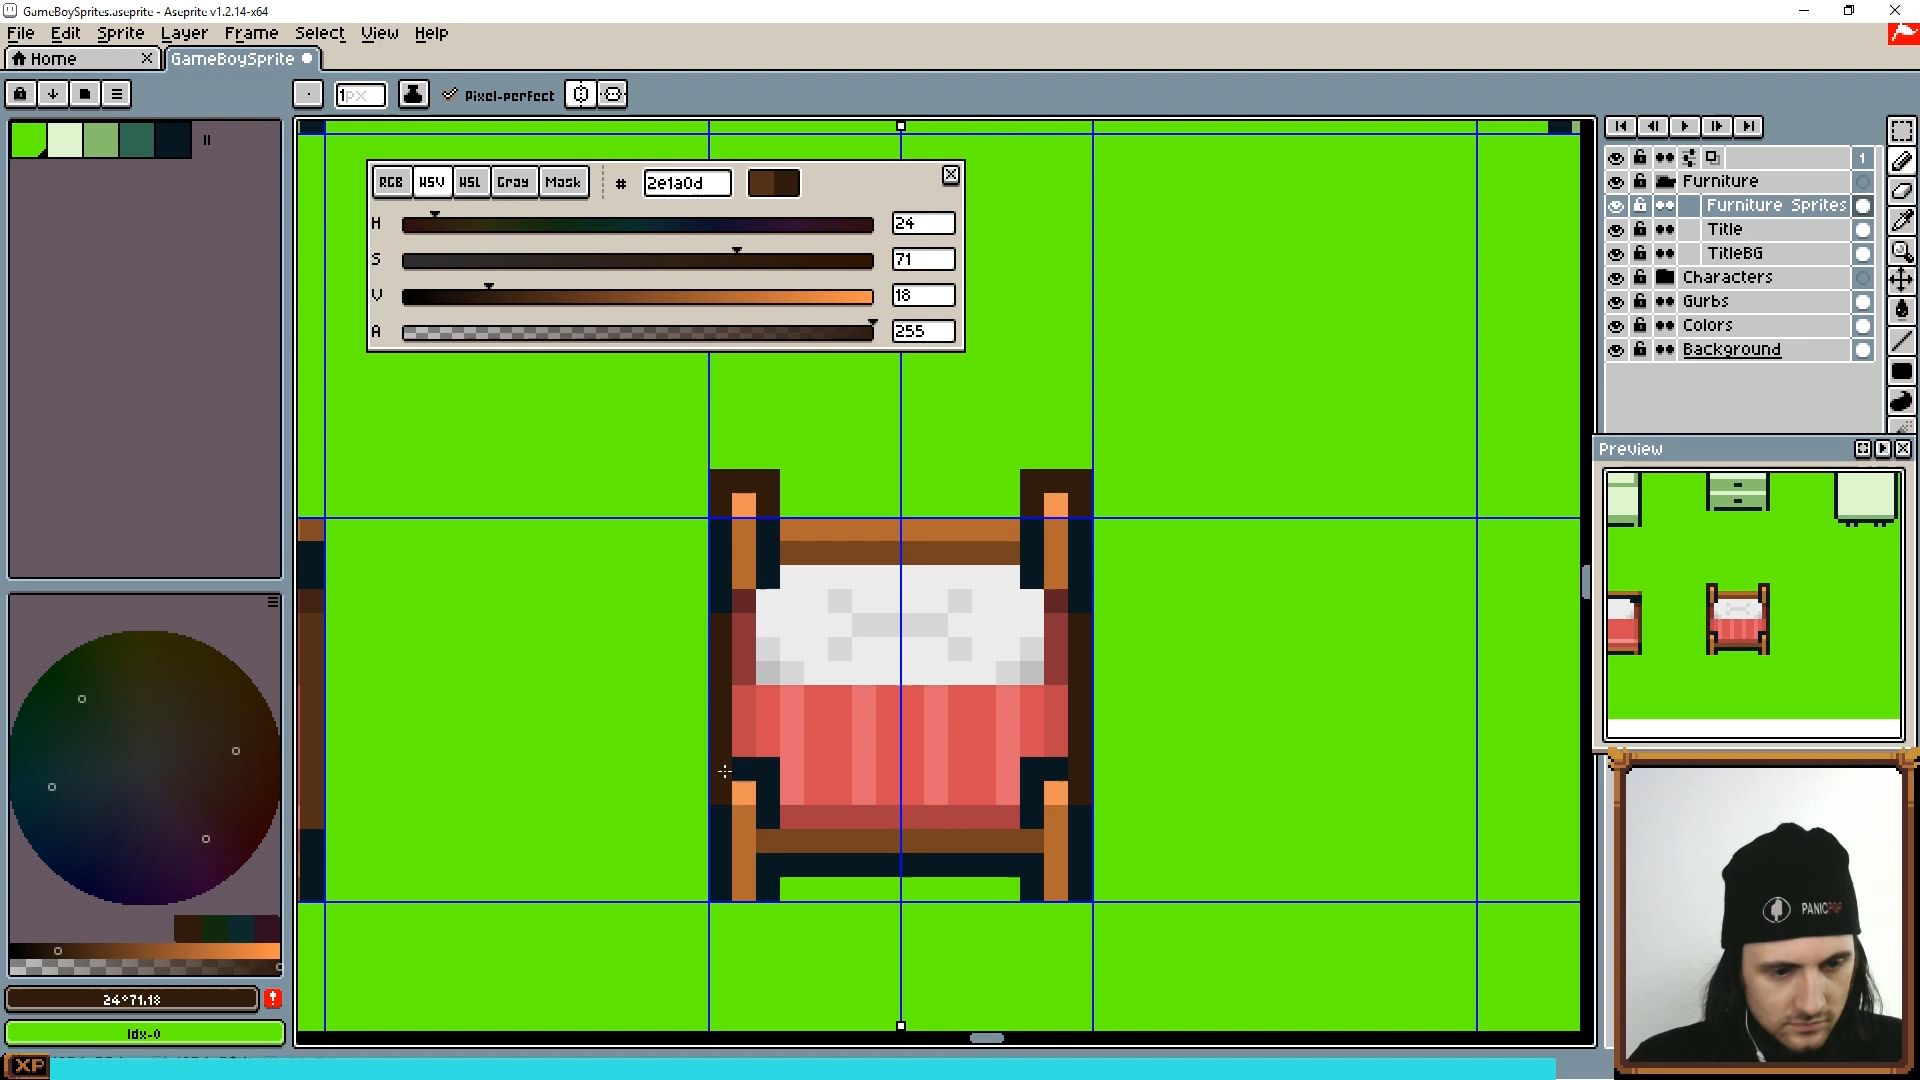 GameBoySprites.aseprite - Aseprite v1.2.14-x64
File Edit Sprite Layer Frame Select View Help
Home
GameBoySprite
1px
Pixel-perfect
RGB HSV HSL Gray Mask # 2e1a0d
H 24
S 71
V 18
A 255
1
Furniture
Furniture Sprites
Title
TitleBG
Characters
Gurbs
Colors
Background
Preview
24°71.18
!
Idx-0
XP
PANICPOP